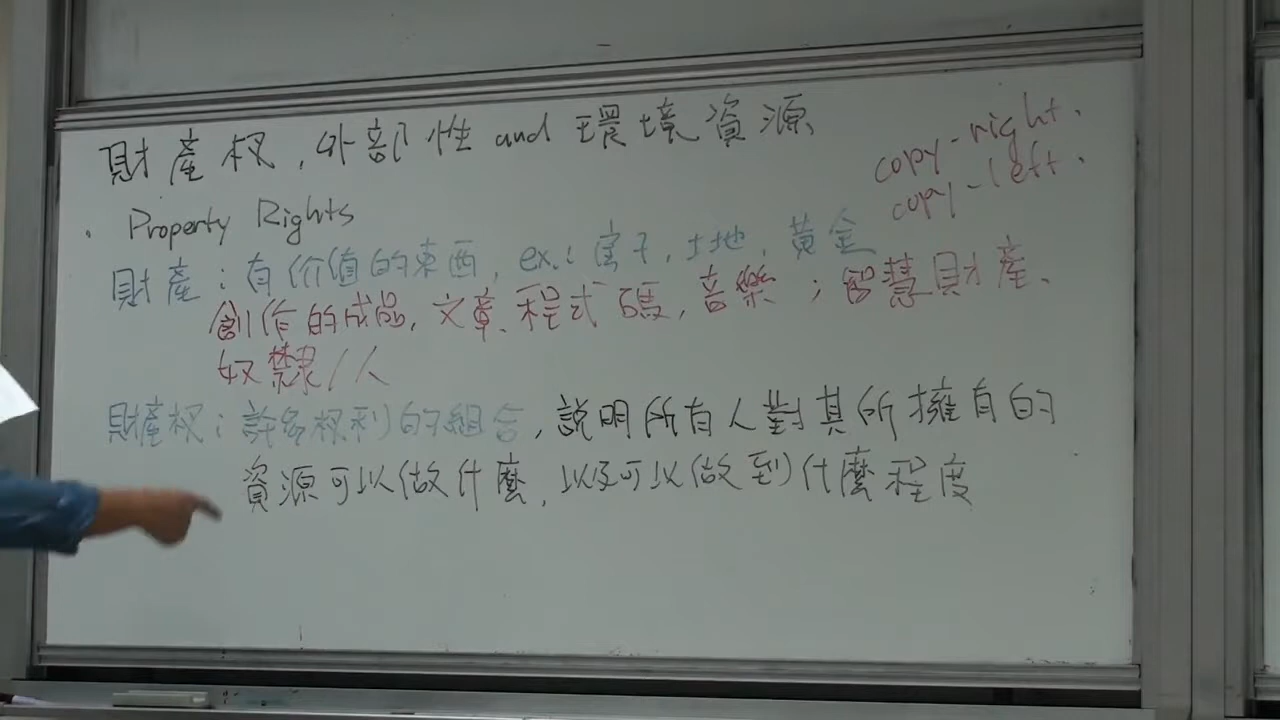 財產权,外部性 and 環境資源
copy-right.
copy-left.
. Property Rights
財產:有价值的東西, ex.: 房子,土地,黃金
創作的成品,文章、程式碼,音樂;智慧財產、
奴隸/人
財產权:許多权利的組合,說明所有人對其所擁有的
資源可以做什麼,以及可以做到什麼程度